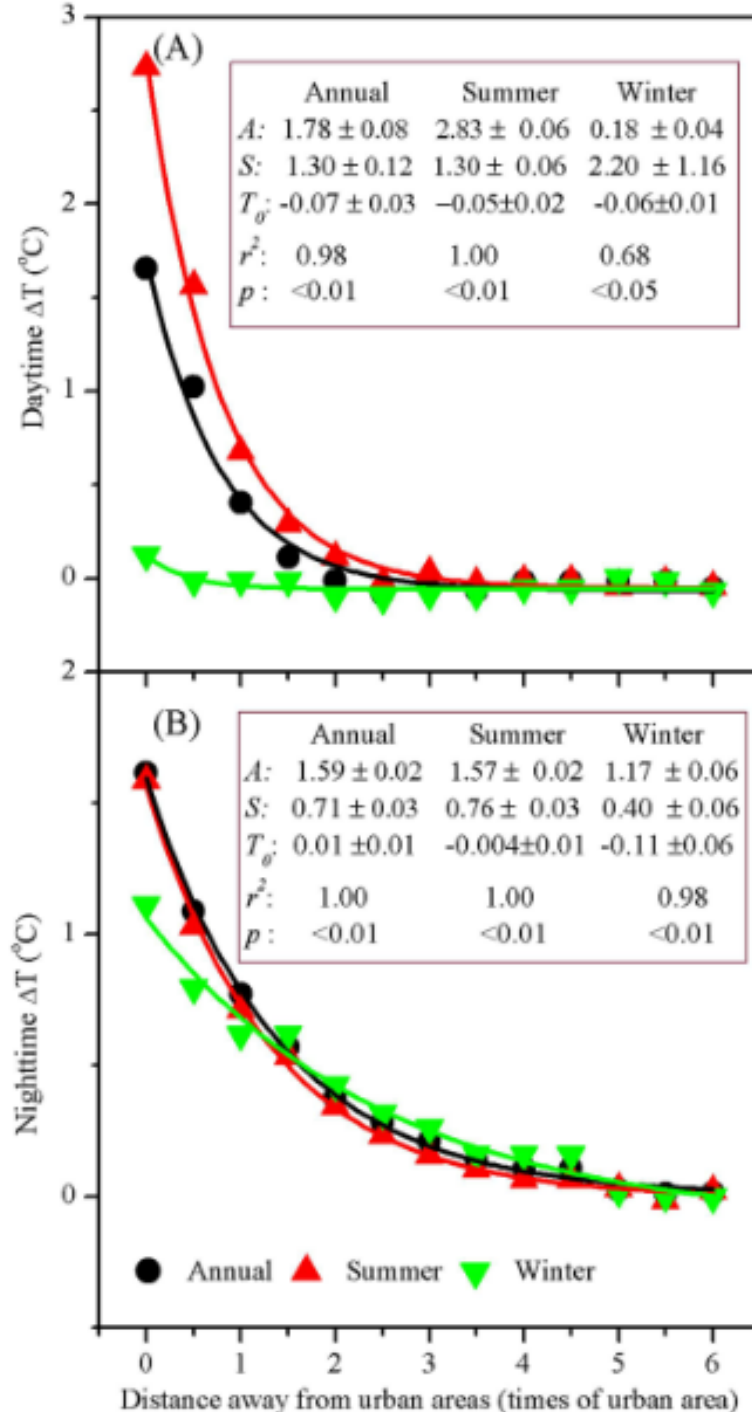 3
(A)
Annual Summer Winter
A: 1.78 ± 0.08 2.83 ± 0.06 0.18 ± 0.04
S: 1.30 ± 0.12 1.30 ± 0.06 2.20 ± 1.16
T₀: -0.07 ± 0.03 −0.05±0.02 -0.06±0.01
r²: 0.98 1.00 0.68
p : <0.01 <0.01 <0.05
2
1
0
Daytime ΔT (°C)
2
(B)
Annual Summer Winter
A: 1.59 ± 0.02 1.57 ± 0.02 1.17 ± 0.06
S: 0.71 ± 0.03 0.76 ± 0.03 0.40 ± 0.06
T₀: 0.01 ±0.01 -0.004±0.01 -0.11 ±0.06
r²: 1.00 1.00 0.98
p : <0.01 <0.01 <0.01
1
0
Nighttime ΔT (°C)
Annual Summer Winter
0 1 2 3 4 5 6
Distance away from urban areas (times of urban area)